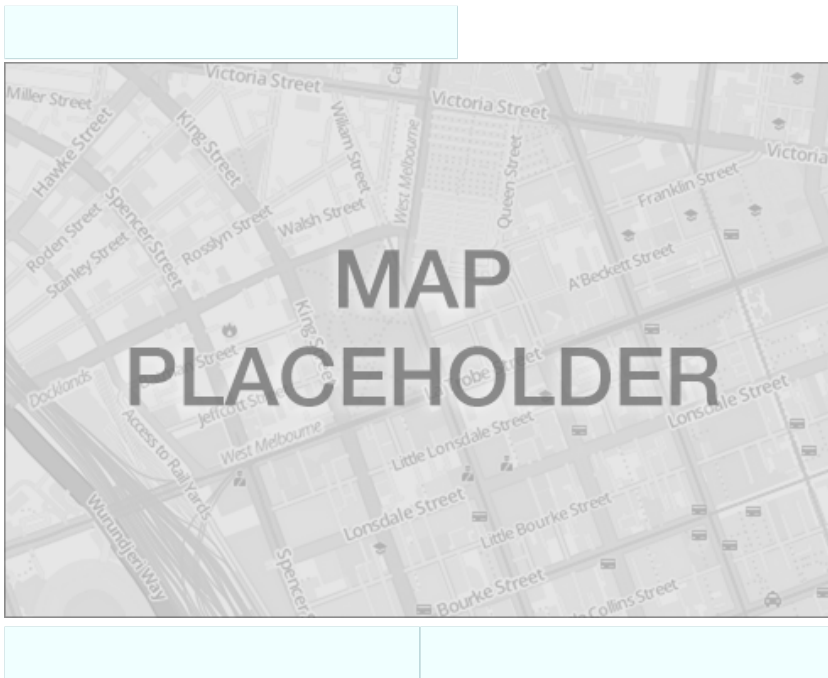 Victoria Street
Cap
Miller Street
Victoria Street
Hawke Street
King Street
William Street
West Melbourne
Queen Street
Victoria
Franklin Street
Spencer Street
Roden Street
Rosslyn Street
Walsh Street
Stanley Street
A'Beckett Street
MAP
King Street
PLACEHOLDER
Docklands
Jeffcott Street
Lonsdale Street
Access to Rail Yards
West Melbourne
Little Lonsdale Street
Lonsdale Street
Little Bourke Street
Wurundjeri Way
Spencer
Bourke Street
Collins Street